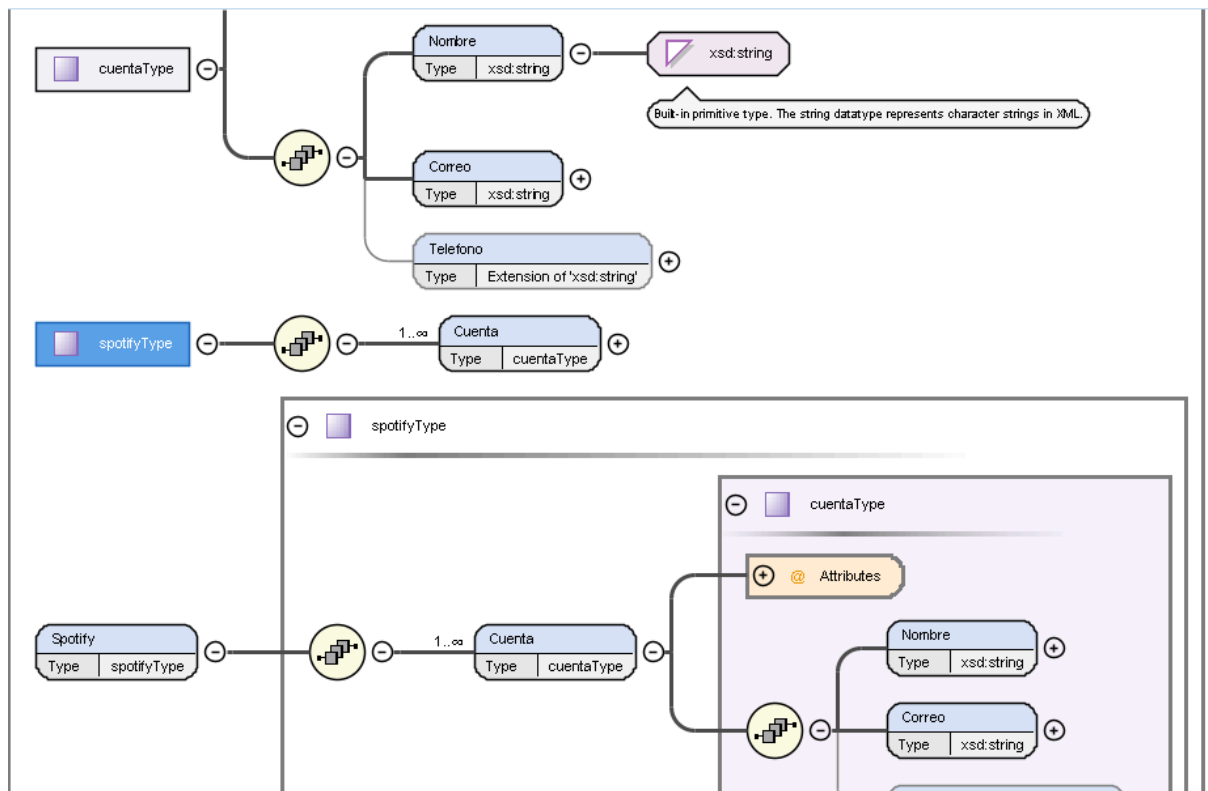 Nombre
Type xsd:string
xsd:string
cuentaType
Built-in primitive type. The string datatype represents character strings in XML.
Correo
Type xsd:string
Telefono
Type Extension of 'xsd:string'
spotifyType
1..∞
Cuenta
Type cuentaType
spotifyType
cuentaType
@ Attributes
Spotify
Type spotifyType
1..∞
Cuenta
Type cuentaType
Nombre
Type xsd:string
Correo
Type xsd:string